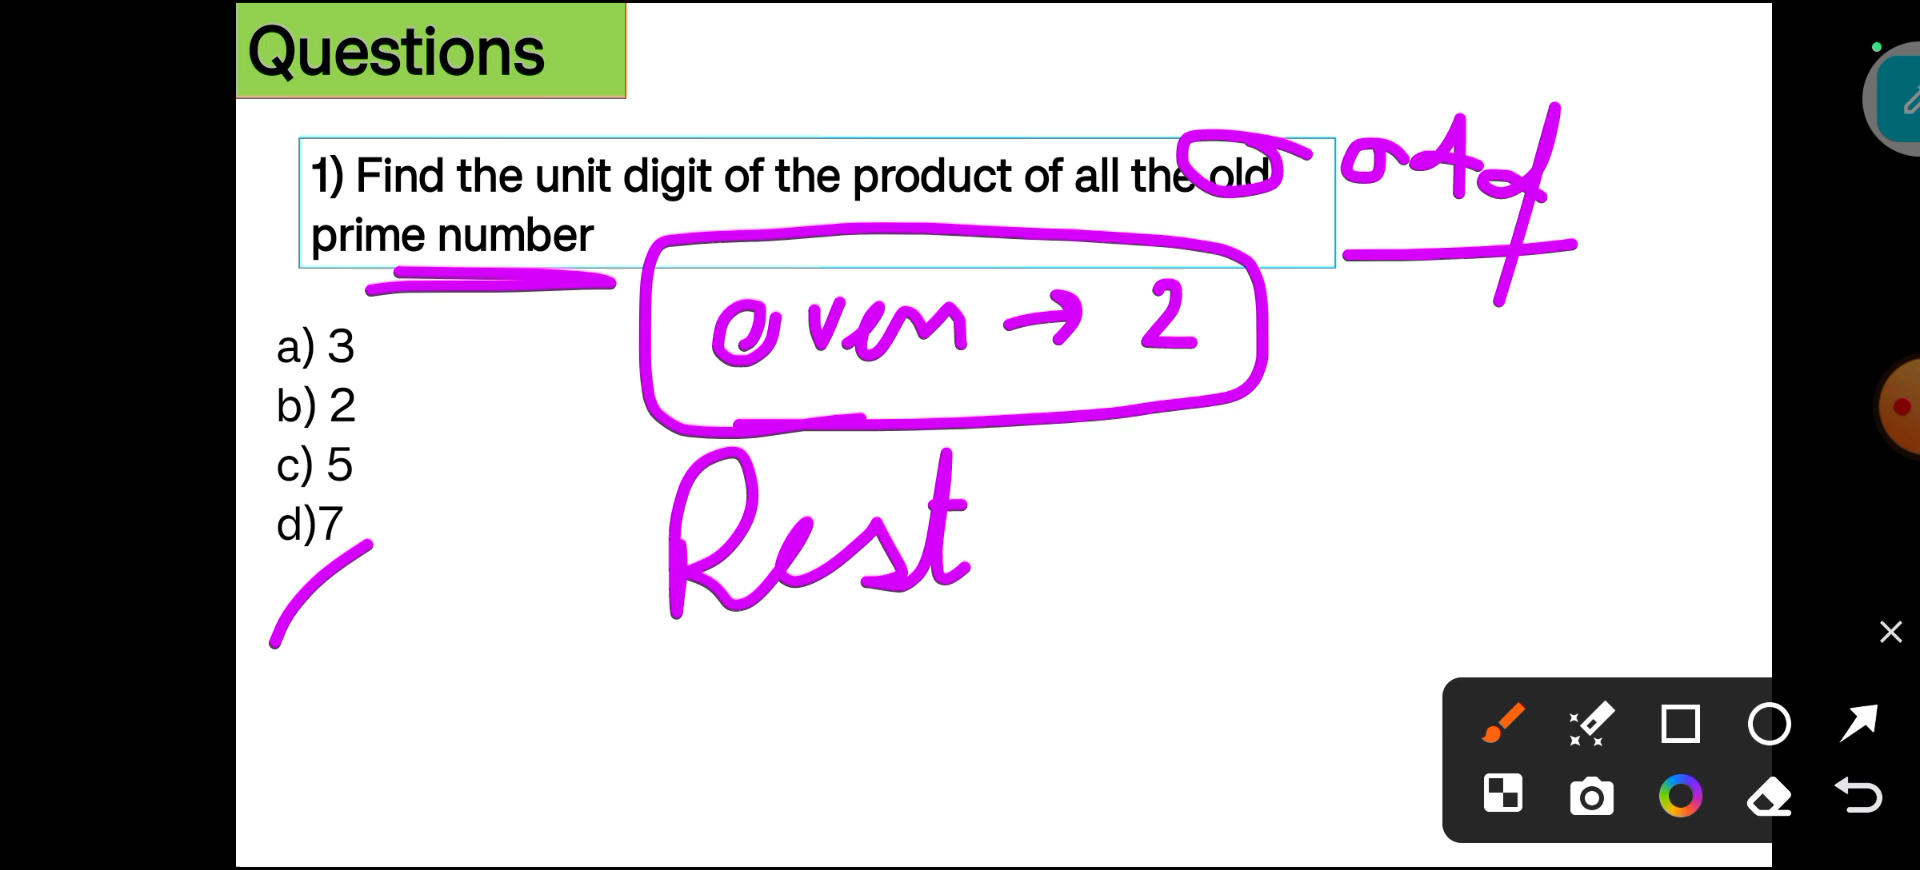 Questions
1) Find the unit digit of the product of all the old
prime number
odd
even → 2
a) 3
b) 2
c) 5
d)7
Rest